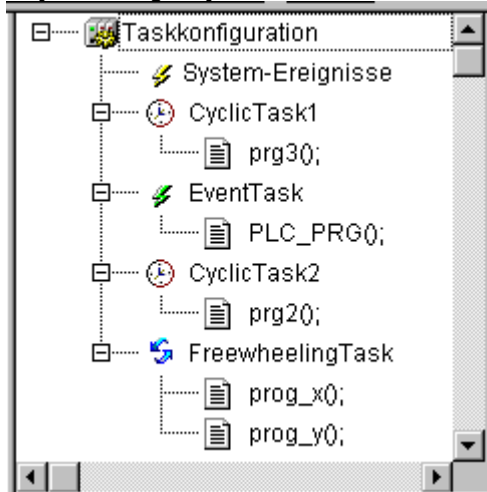 Taskkonfiguration
System-Ereignisse
CyclicTask1
prg3();
EventTask
PLC_PRG();
CyclicTask2
prg2();
FreewheelingTask
prog_x();
prog_y();